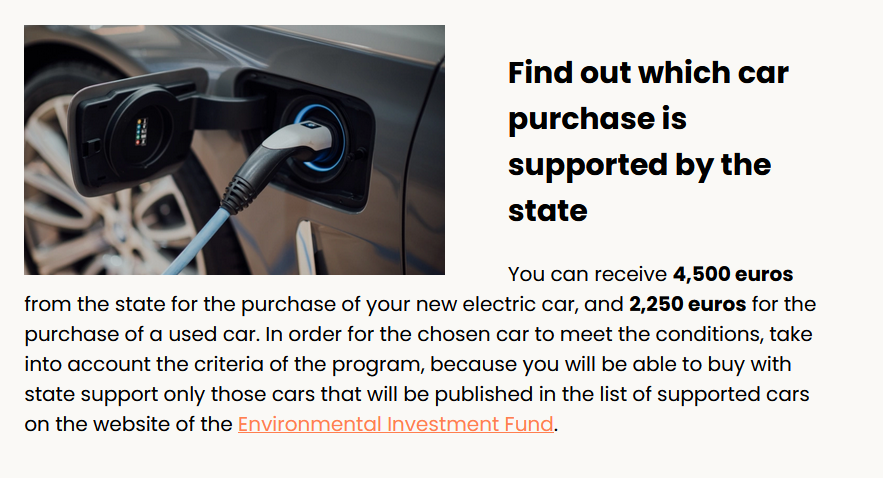 Find out which car
purchase is
supported by the
state
You can receive 4,500 euros
from the state for the purchase of your new electric car, and 2,250 euros for the
purchase of a used car. In order for the chosen car to meet the conditions, take
into account the criteria of the program, because you will be able to buy with
state support only those cars that will be published in the list of supported cars
on the website of the Environmental Investment Fund.